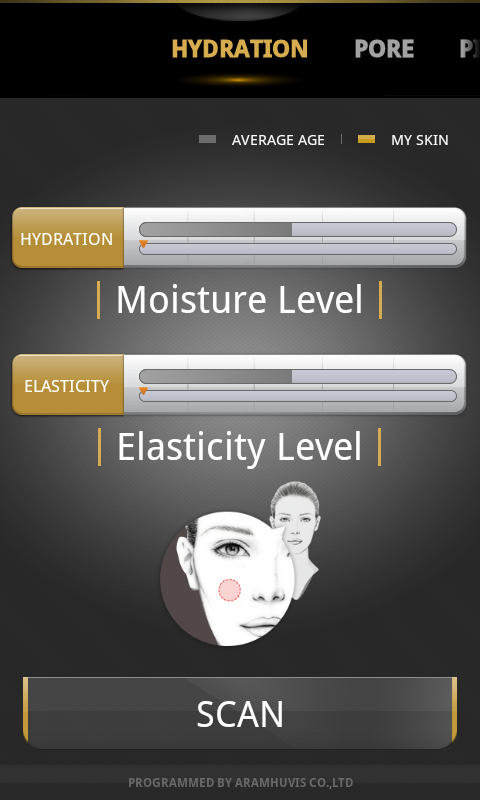 HYDRATION PORE
AVERAGE AGE MY SKIN
HYDRATION
Moisture Level
ELASTICITY
Elasticity Level
SCAN
PROGRAMMED BY ARAMHUVIS CO.,LTD